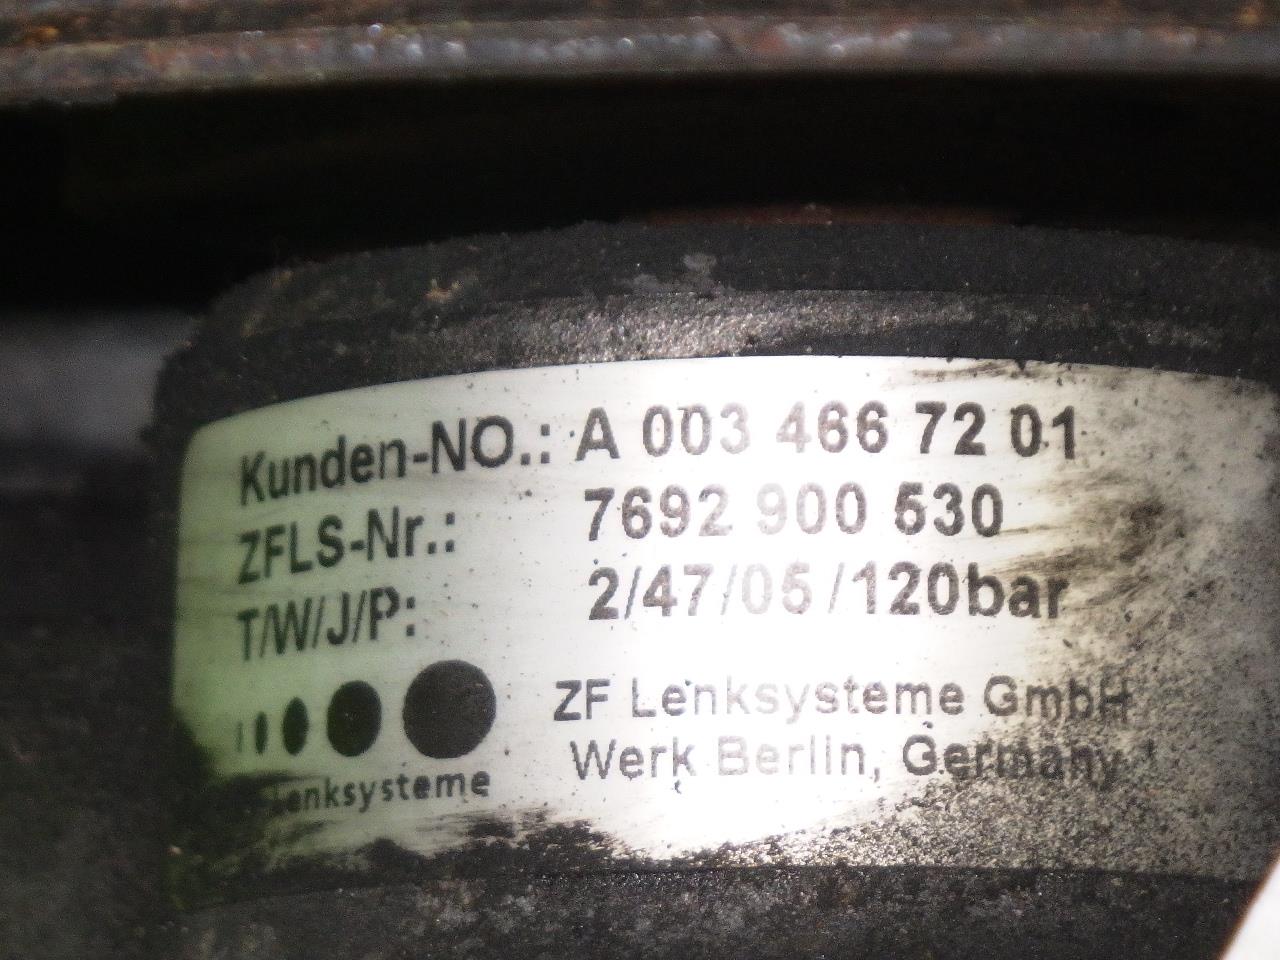 Kunden-NO.: A 003 466 72 01
ZFLS-Nr.: 7692 900 530
T/W/J/P: 2/47/05/120bar
ZF Lenksysteme GmbH
Werk Berlin, Germany
Lenksysteme